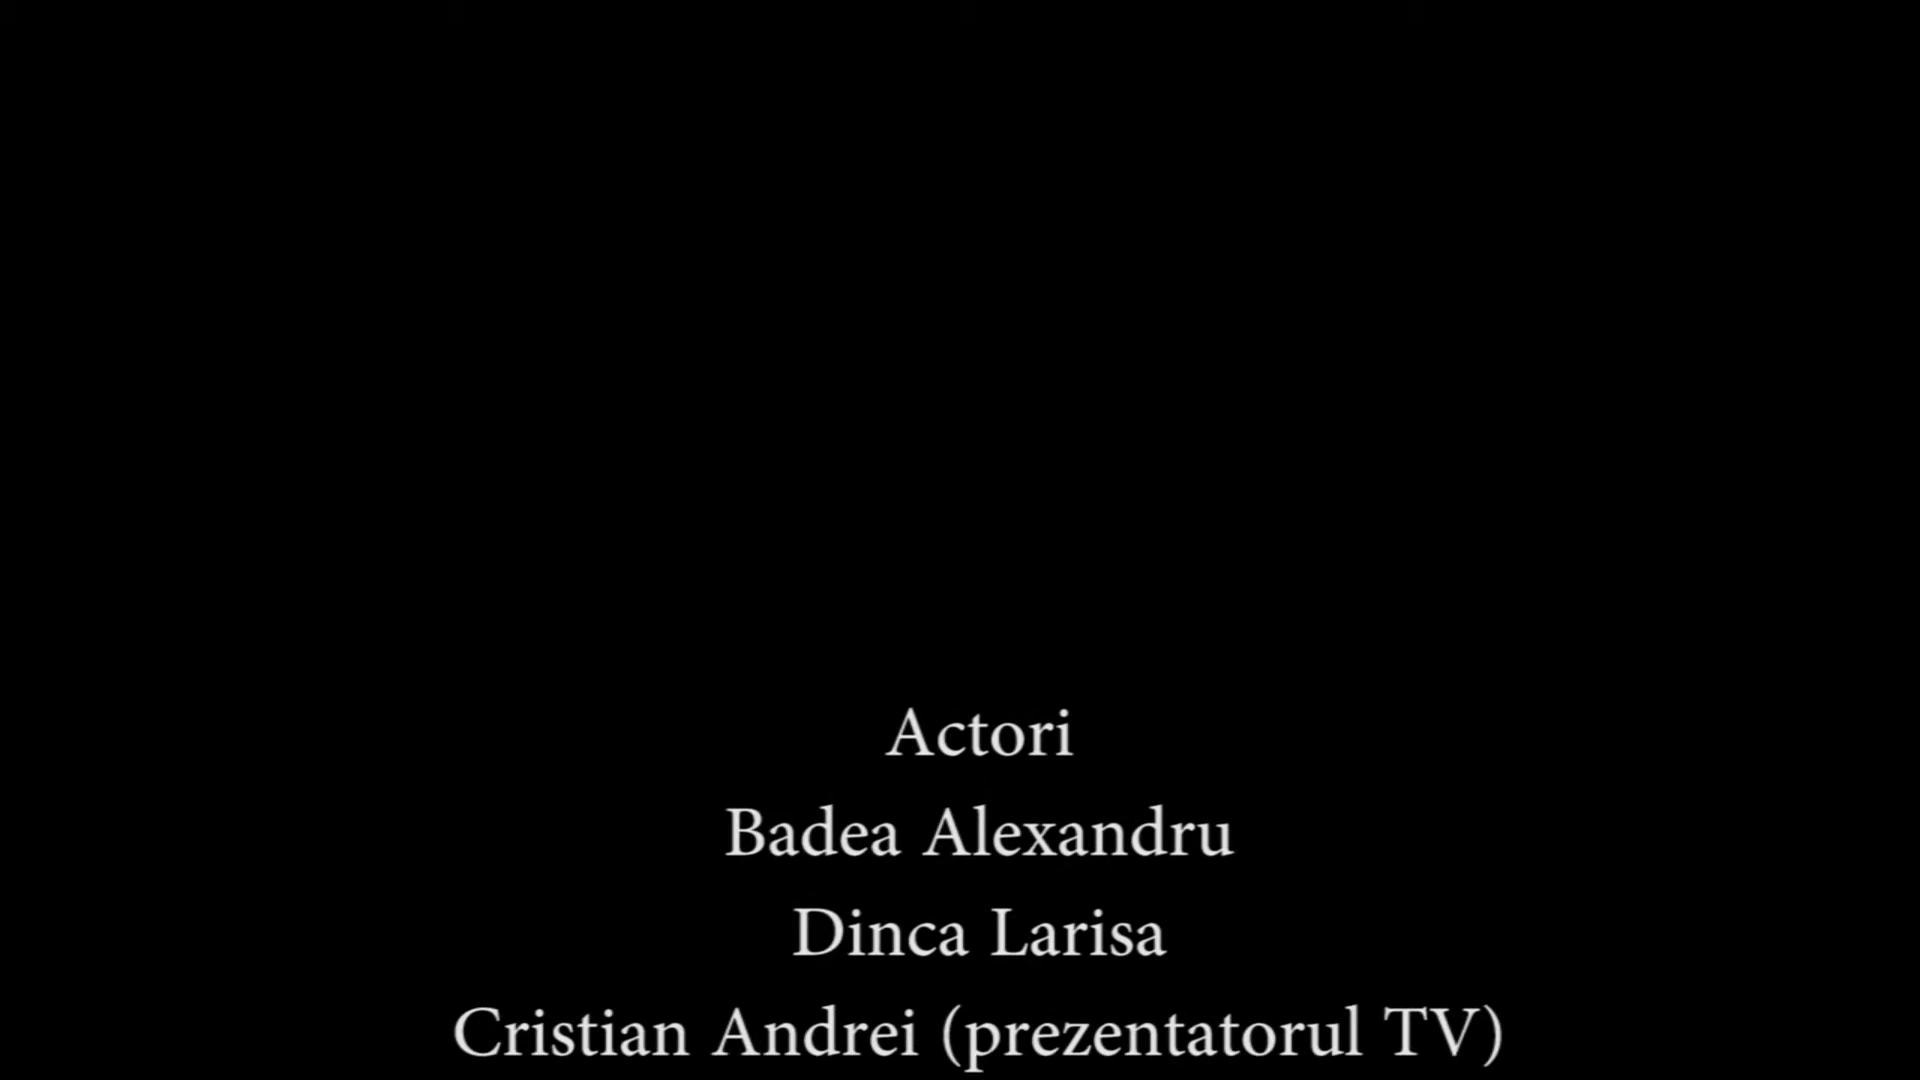 Actori
Badea Alexandru
Dinca Larisa
Cristian Andrei (prezentatorul TV)